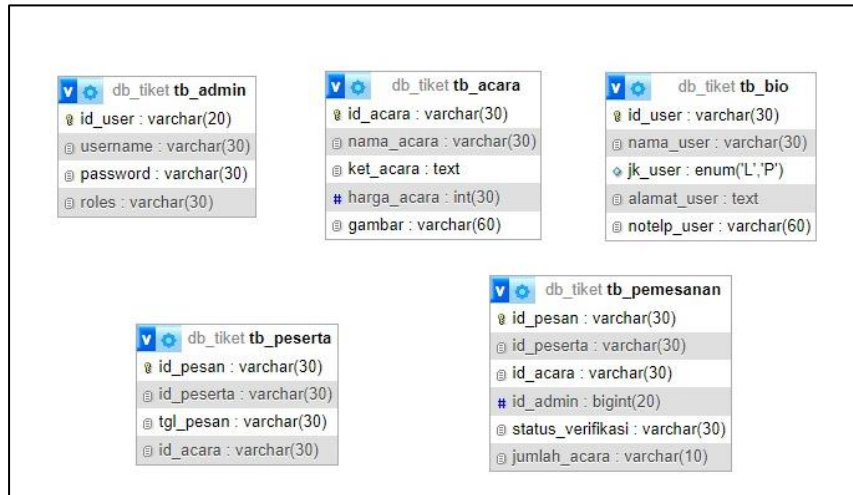 db_tiket tb_admin
id_user : varchar(20)
username : varchar(30)
password : varchar(30)
roles : varchar(30)
db_tiket tb_acara
id_acara : varchar(30)
nama_acara : varchar(30)
ket_acara : text
# harga_acara : int(30)
gambar : varchar(60)
db_tiket tb_bio
id_user : varchar(30)
nama_user : varchar(30)
jk_user : enum('L','P')
alamat_user : text
notelp_user : varchar(60)
db_tiket tb_peserta
id_pesan : varchar(30)
id_peserta : varchar(30)
tgl_pesan : varchar(30)
id_acara : varchar(30)
db_tiket tb_pemesanan
id_pesan : varchar(30)
id_peserta : varchar(30)
id_acara : varchar(30)
# id_admin : bigint(20)
status_verifikasi : varchar(30)
jumlah_acara : varchar(10)